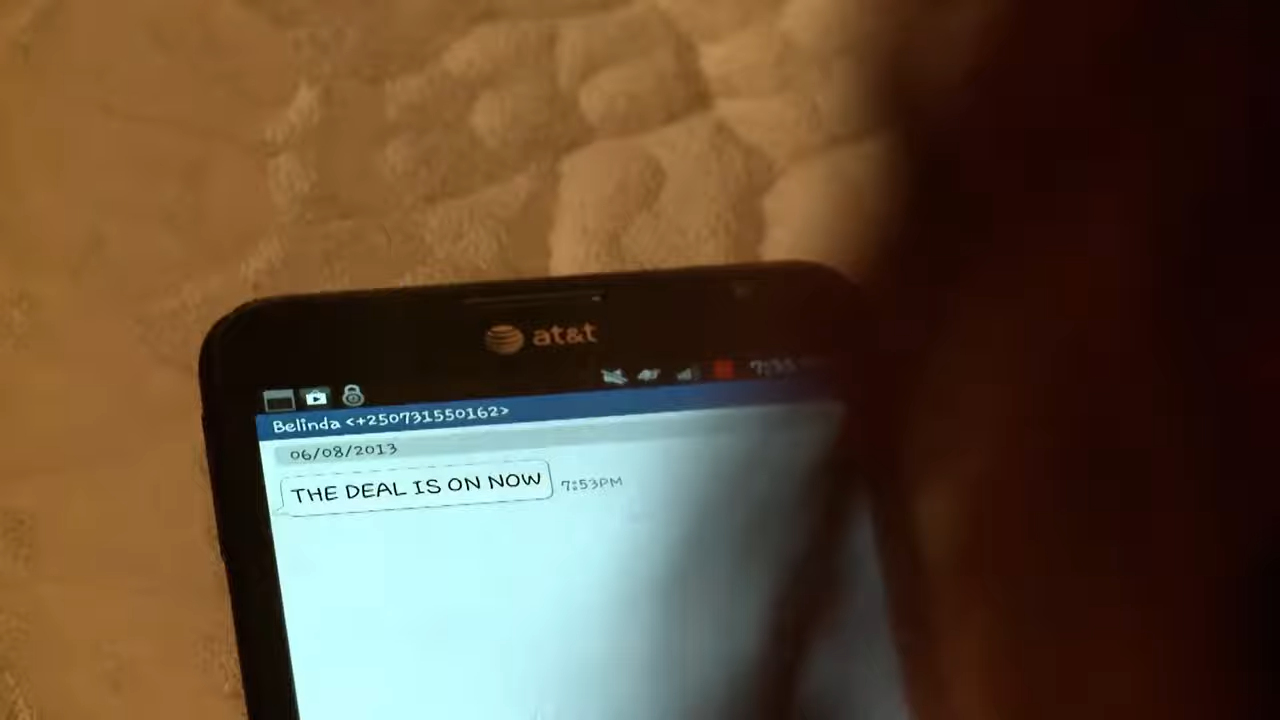 at&t
Belinda <+250731550162>
06/08/2013
THE DEAL IS ON NOW
7:53PM